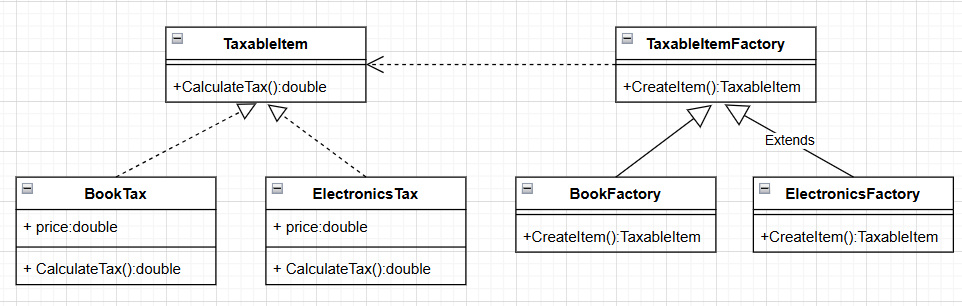 TaxableItem
+CalculateTax():double
TaxableItemFactory
+CreateItem():TaxableItem
Extends
BookTax
+ price:double
+ CalculateTax():double
ElectronicsTax
+ price:double
+ CalculateTax():double
BookFactory
+CreateItem():TaxableItem
ElectronicsFactory
+CreateItem():TaxableItem